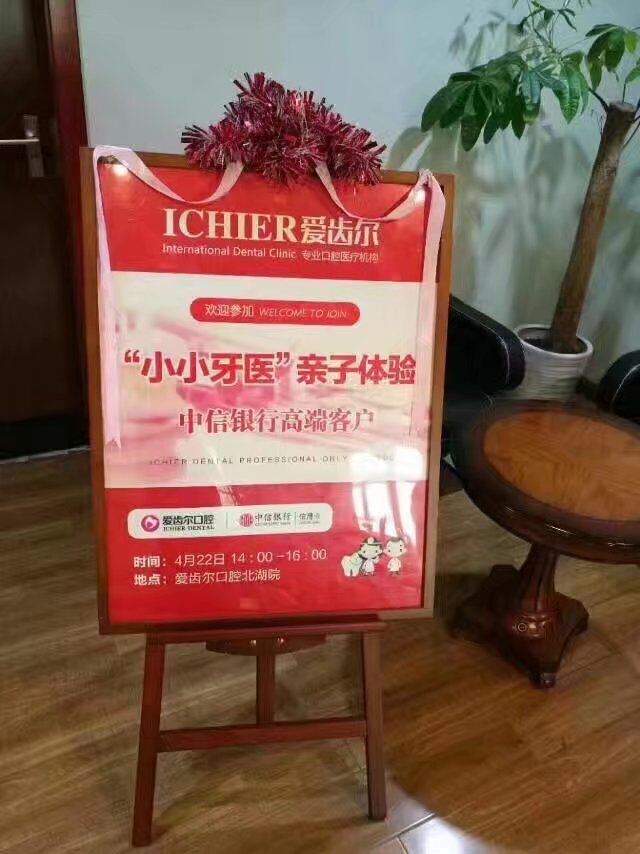 ICHIER爱齿尔
International Dental Clinic 专业口腔医疗机构
欢迎参加 WELCOME TO JOIN
“小小牙医”亲子体验
中信银行高端客户
ICHIER DENTAL PROFESSIONAL ONLY
爱齿尔口腔 中信银行 信用卡
ICHIER DENTAL
时间：4月22日 14：00-16：00
地点：爱齿尔口腔北湖院